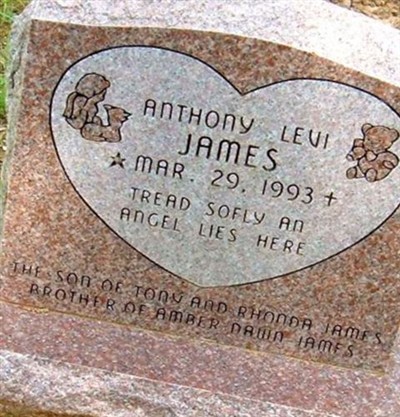 ANTHONY LEVI
JAMES
MAR. 29, 1993
TREAD SOFLY AN
ANGEL LIES HERE
THE SON OF TONY AND RHONDA JAMES
BROTHER OF AMBER DAWN JAMES